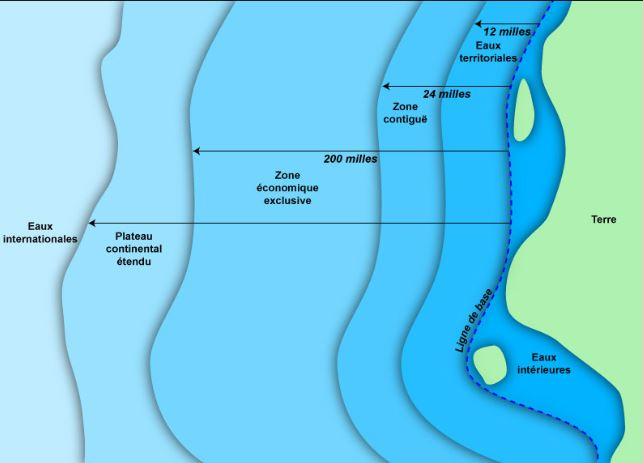 12 milles
Eaux
territoriales
24 milles
Zone
contiguë
200 milles
Zone
économique
exclusive
Eaux
internationales
Plateau
continental
étendu
Terre
Ligne de base
Eaux
intérieures